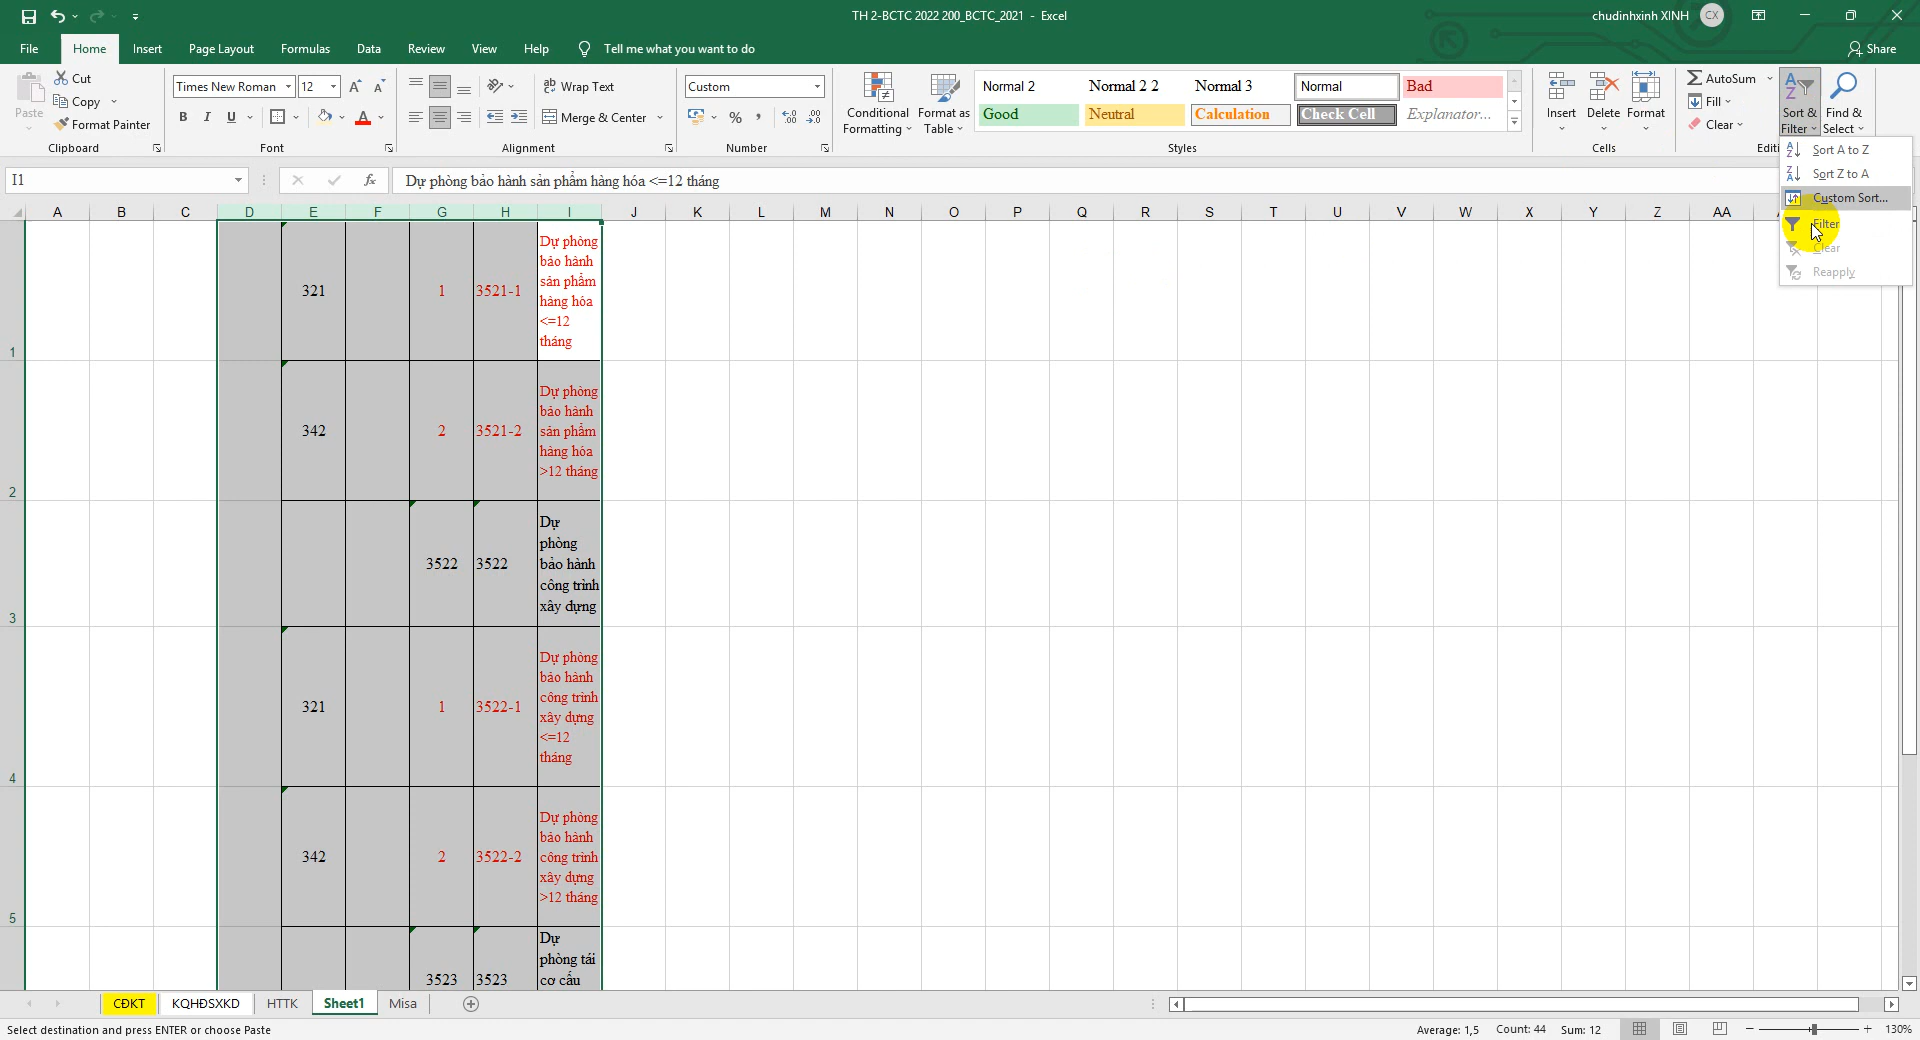 TH 2-BCTC 2022 200_BCTC_2021 - Excel
chudinhxinh XINH CX
File Home Insert Page Layout Formulas Data Review View Help Tell me what you want to do Share
Paste
Cut
Copy
Format Painter
Clipboard
Times New Roman 12
B I U
Font
Wrap Text
Merge & Center
Alignment
Custom
Number
Conditional
Formatting
Format as
Table
Normal 2 Normal 2 2 Normal 3 Normal Bad
Good Neutral Calculation Check Cell Explanator...
Styles
Insert Delete Format
Cells
AutoSum
Fill
Clear
Sort &
Filter
Find &
Select
Editi
Sort A to Z
Sort Z to A
Custom Sort...
Filter
Clear
Reapply
I1 fx Dự phòng bảo hành sản phẩm hàng hóa <=12 tháng
A B C D E F G H I J K L M N O P Q R S T U V W X Y Z AA
1 321 1 3521-1
Dự phòng
bảo hành
sản phẩm
hàng hóa
<=12
tháng
2 342 2 3521-2
Dự phòng
bảo hành
sản phẩm
hàng hóa
>12 tháng
3 3522 3522
Dự
phòng
bảo hành
công trình
xây dựng
4 321 1 3522-1
Dự phòng
bảo hành
công trình
xây dựng
<=12
tháng
5 342 2 3522-2
Dự phòng
bảo hành
công trình
xây dựng
>12 tháng
3523 3523
Dự
phòng tái
cơ cấu
CĐKT KQHĐSXKD HTTK Sheet1 Misa
Select destination and press ENTER or choose Paste
Average: 1,5 Count: 44 Sum: 12 130%